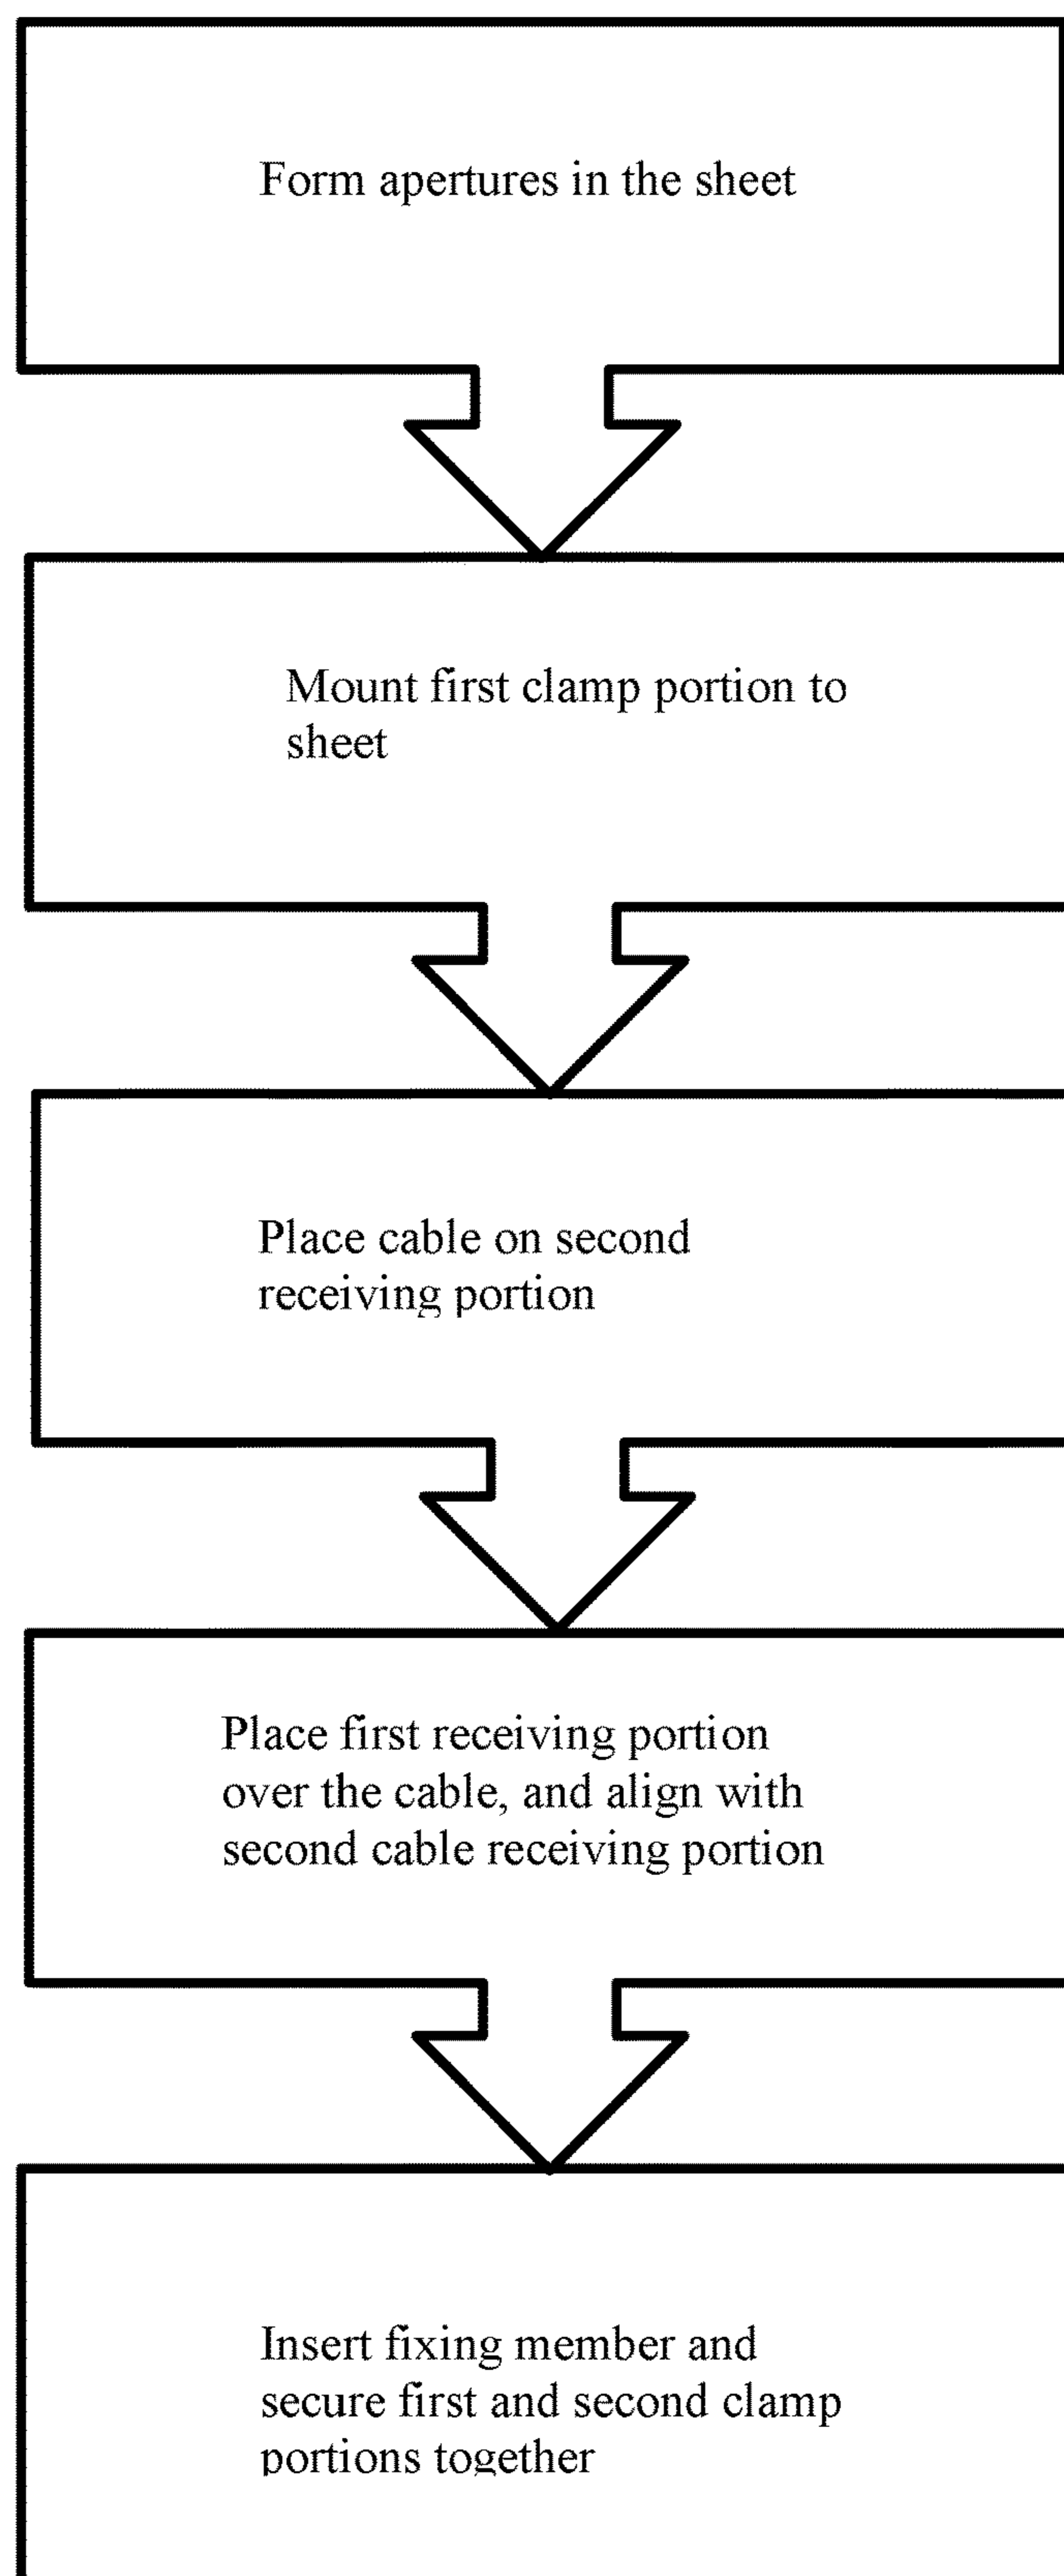 Form apertures in the sheet
Mount first clamp portion to
sheet
Place cable on second
receiving portion
Place first receiving portion
over the cable, and align with
second cable receiving portion
Insert fixing member and
secure first and second clamp
portions together